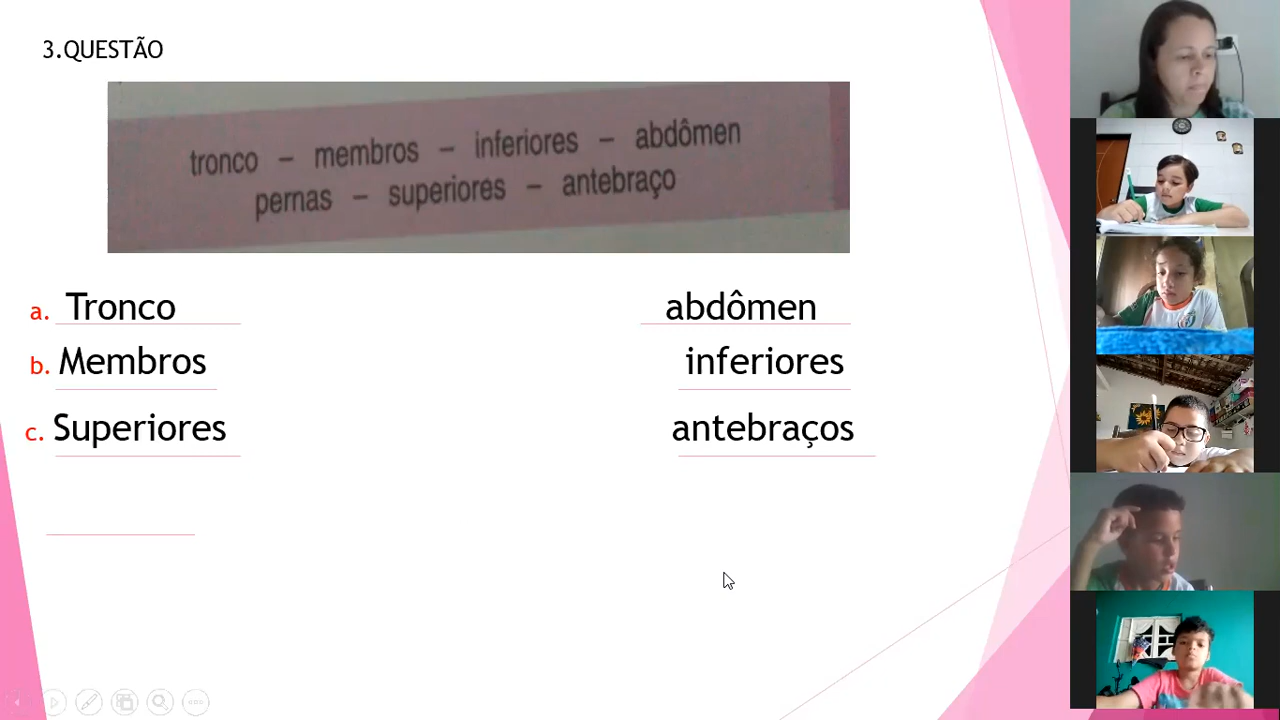 3.QUESTÃO
tronco – membros – inferiores – abdômen
pernas – superiores – antebraço
a. Tronco abdômen
b. Membros inferiores
c. Superiores antebraços